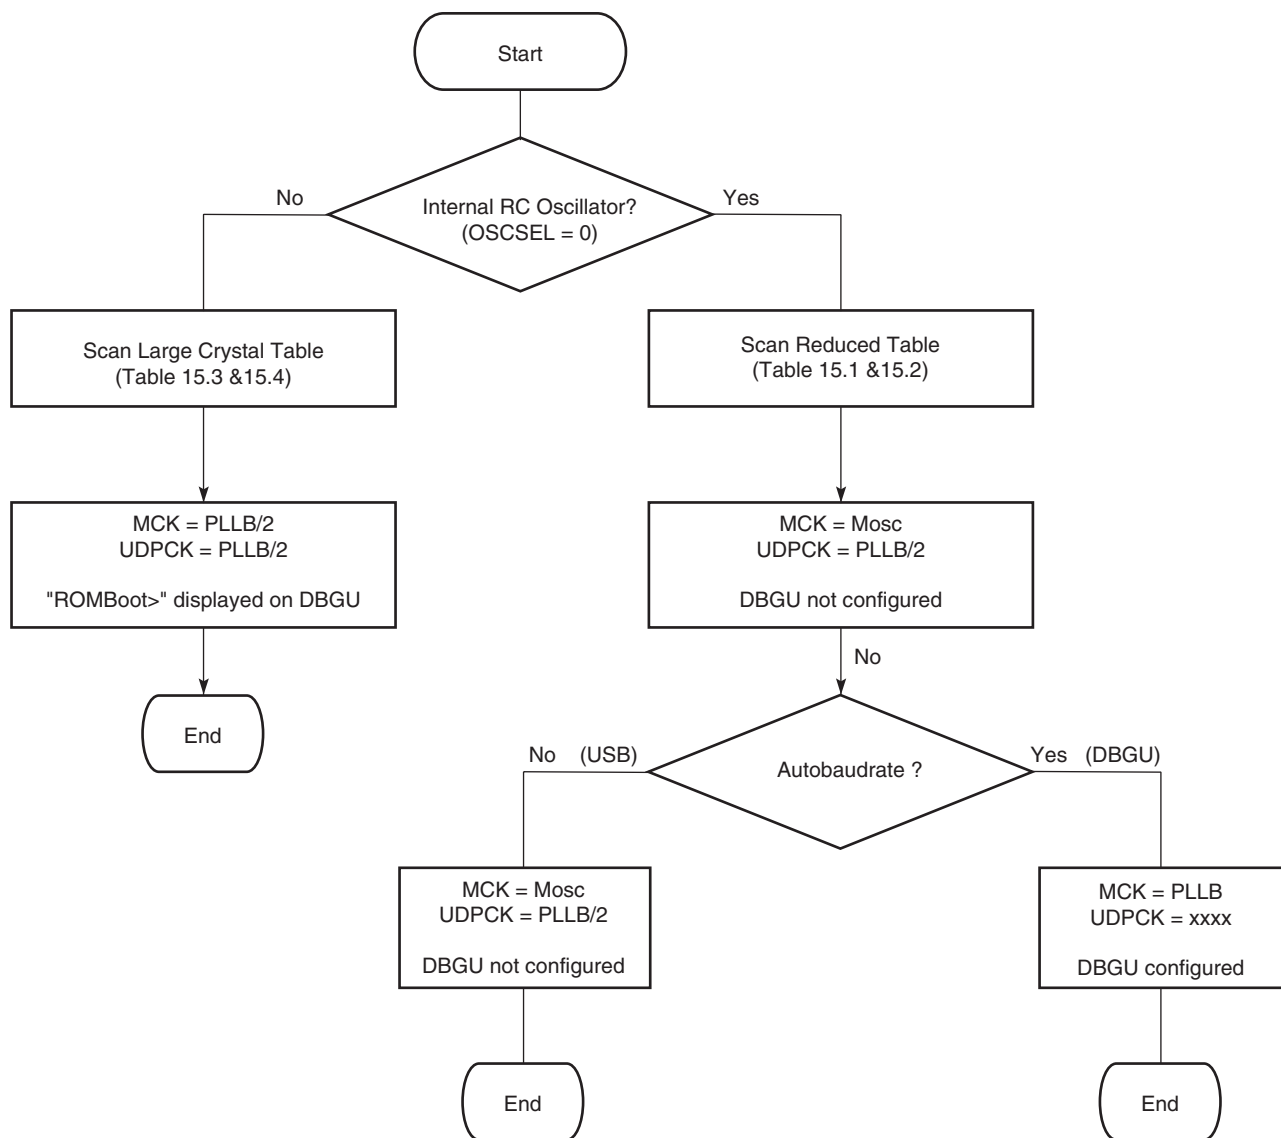 Start
Internal RC Oscillator?
(OSCSEL = 0)
No
Yes
Scan Large Crystal Table
(Table 15.3 &15.4)
Scan Reduced Table
(Table 15.1 &15.2)
MCK = PLLB/2
UDPCK = PLLB/2
"ROMBoot>" displayed on DBGU
MCK = Mosc
UDPCK = PLLB/2
DBGU not configured
No
End
Autobaudrate ?
No (USB)
Yes (DBGU)
MCK = Mosc
UDPCK = PLLB/2
DBGU not configured
MCK = PLLB
UDPCK = xxxx
DBGU configured
End
End